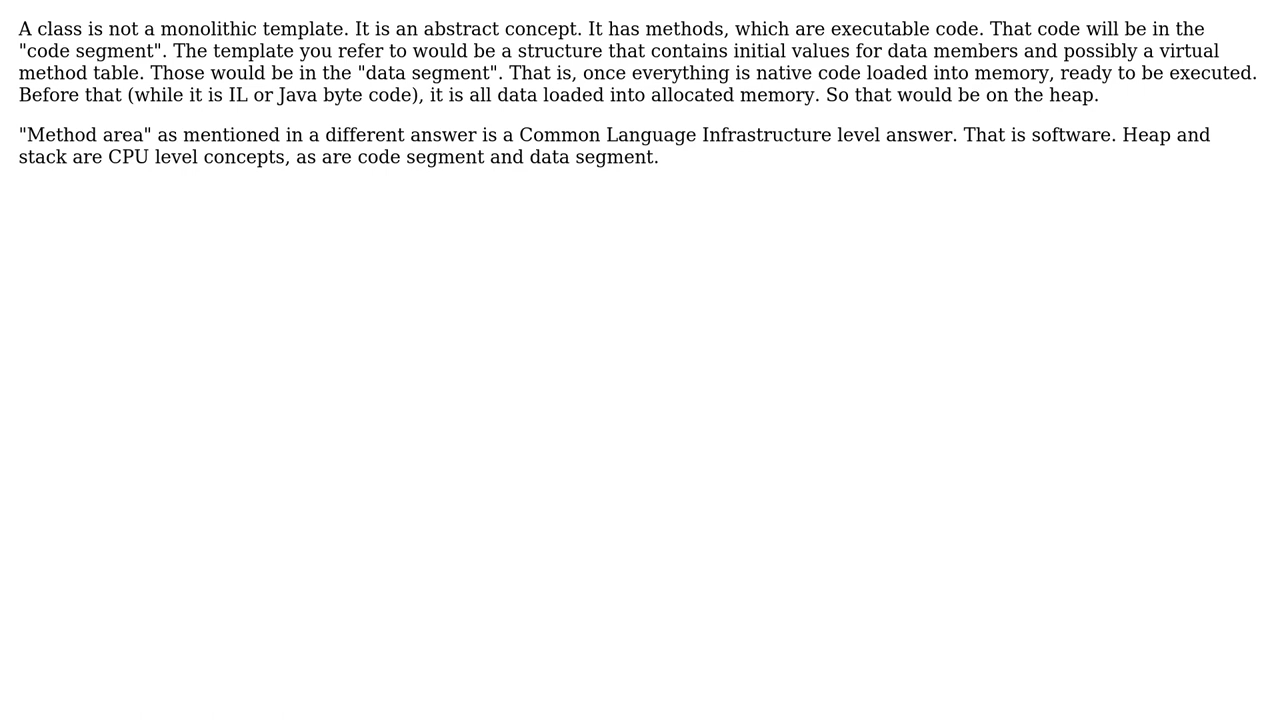 A class is not a monolithic template. It is an abstract concept. It has methods, which are executable code. That code will be in the
"code segment". The template you refer to would be a structure that contains initial values for data members and possibly a virtual
method table. Those would be in the "data segment". That is, once everything is native code loaded into memory, ready to be executed.
Before that (while it is IL or Java byte code), it is all data loaded into allocated memory. So that would be on the heap.
"Method area" as mentioned in a different answer is a Common Language Infrastructure level answer. That is software. Heap and
stack are CPU level concepts, as are code segment and data segment.